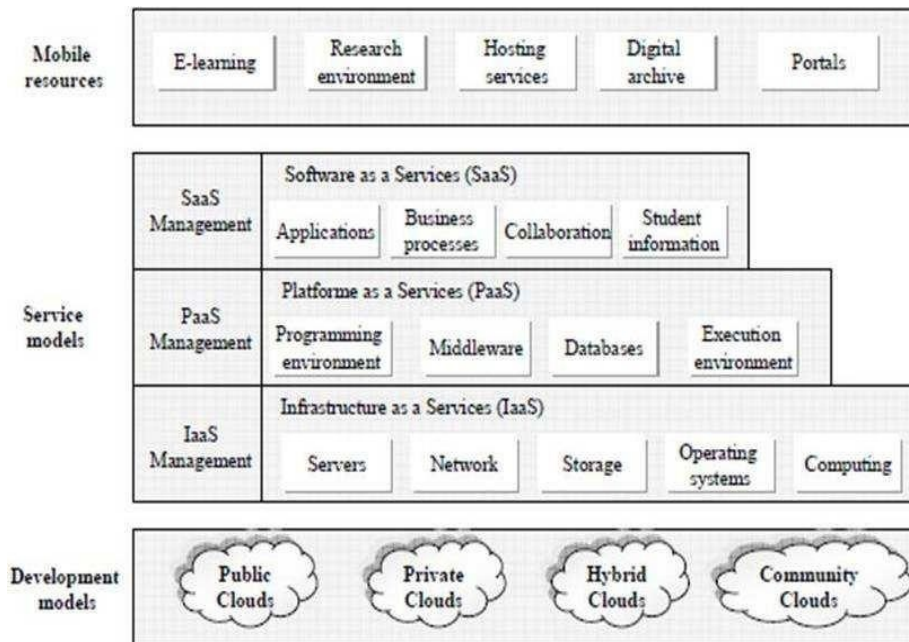 Mobile
resources
E-learning
Research
environment
Hosting
services
Digital
archive
Portals
Service
models
SaaS
Management
Software as a Services (SaaS)
Applications
Business
processes
Collaboration
Student
information
PaaS
Management
Platforme as a Services (PaaS)
Programming
environment
Middleware
Databases
Execution
environment
IaaS
Management
Infrastructure as a Services (IaaS)
Servers
Network
Storage
Operating
systems
Computing
Development
models
Public
Clouds
Private
Clouds
Hybrid
Clouds
Community
Clouds